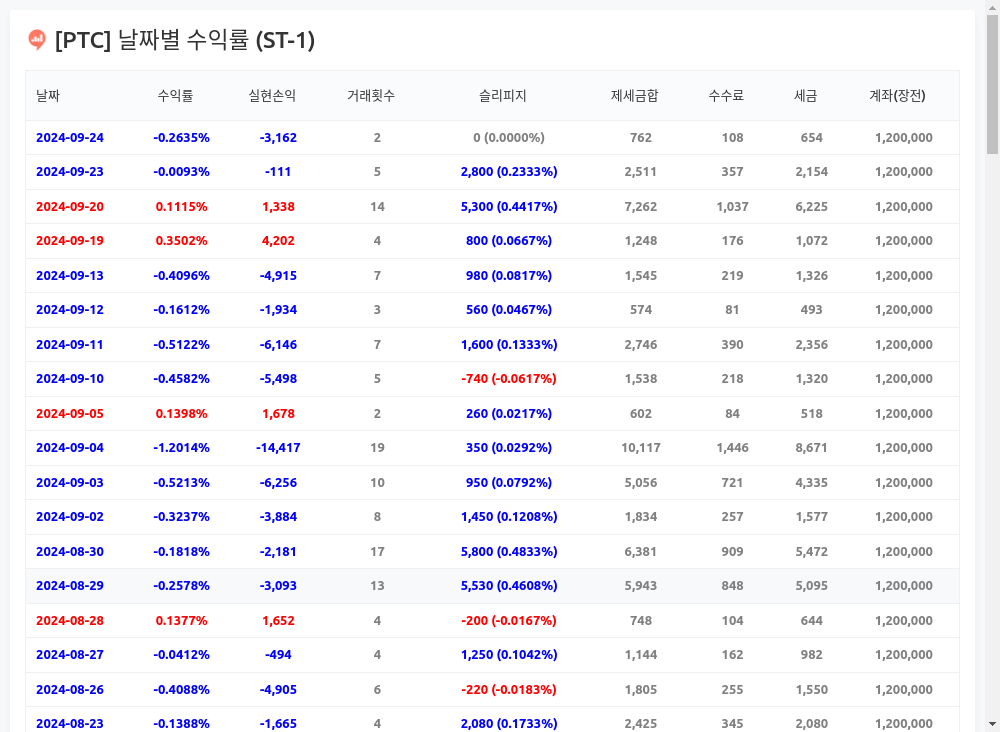 [PTC] 날짜별 수익률 (ST-1)
날짜 수익률 실현손익 거래횟수 슬리피지 제세금합 수수료 세금 계좌(장전)
2024-09-24 -0.2635% -3,162 2 0 (0.0000%) 762 108 654 1,200,000
2024-09-23 -0.0093% -111 5 2,800 (0.2333%) 2,511 357 2,154 1,200,000
2024-09-20 0.1115% 1,338 14 5,300 (0.4417%) 7,262 1,037 6,225 1,200,000
2024-09-19 0.3502% 4,202 4 800 (0.0667%) 1,248 176 1,072 1,200,000
2024-09-13 -0.4096% -4,915 7 980 (0.0817%) 1,545 219 1,326 1,200,000
2024-09-12 -0.1612% -1,934 3 560 (0.0467%) 574 81 493 1,200,000
2024-09-11 -0.5122% -6,146 7 1,600 (0.1333%) 2,746 390 2,356 1,200,000
2024-09-10 -0.4582% -5,498 5 -740 (-0.0617%) 1,538 218 1,320 1,200,000
2024-09-05 0.1398% 1,678 2 260 (0.0217%) 602 84 518 1,200,000
2024-09-04 -1.2014% -14,417 19 350 (0.0292%) 10,117 1,446 8,671 1,200,000
2024-09-03 -0.5213% -6,256 10 950 (0.0792%) 5,056 721 4,335 1,200,000
2024-09-02 -0.3237% -3,884 8 1,450 (0.1208%) 1,834 257 1,577 1,200,000
2024-08-30 -0.1818% -2,181 17 5,800 (0.4833%) 6,381 909 5,472 1,200,000
2024-08-29 -0.2578% -3,093 13 5,530 (0.4608%) 5,943 848 5,095 1,200,000
2024-08-28 0.1377% 1,652 4 -200 (-0.0167%) 748 104 644 1,200,000
2024-08-27 -0.0412% -494 4 1,250 (0.1042%) 1,144 162 982 1,200,000
2024-08-26 -0.4088% -4,905 6 -220 (-0.0183%) 1,805 255 1,550 1,200,000
2024-08-23 -0.1388% -1,665 4 2,080 (0.1733%) 2,425 345 2,080 1,200,000